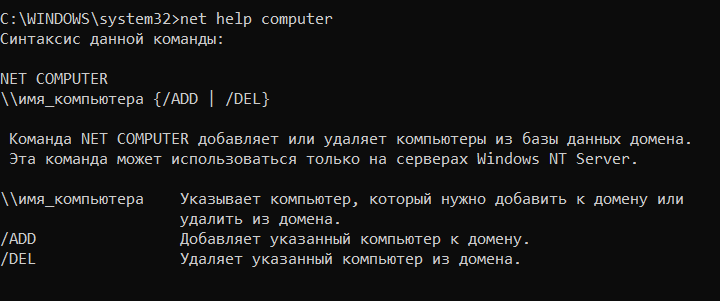 C:\WINDOWS\system32>net help computer
Синтаксис данной команды:
NET COMPUTER
\\имя_компьютера {/ADD | /DEL}
Команда NET COMPUTER добавляет или удаляет компьютеры из базы данных домена.
Эта команда может использоваться только на серверах Windows NT Server.
\\имя_компьютера Указывает компьютер, который нужно добавить к домену или
удалить из домена.
/ADD Добавляет указанный компьютер к домену.
/DEL Удаляет указанный компьютер из домена.